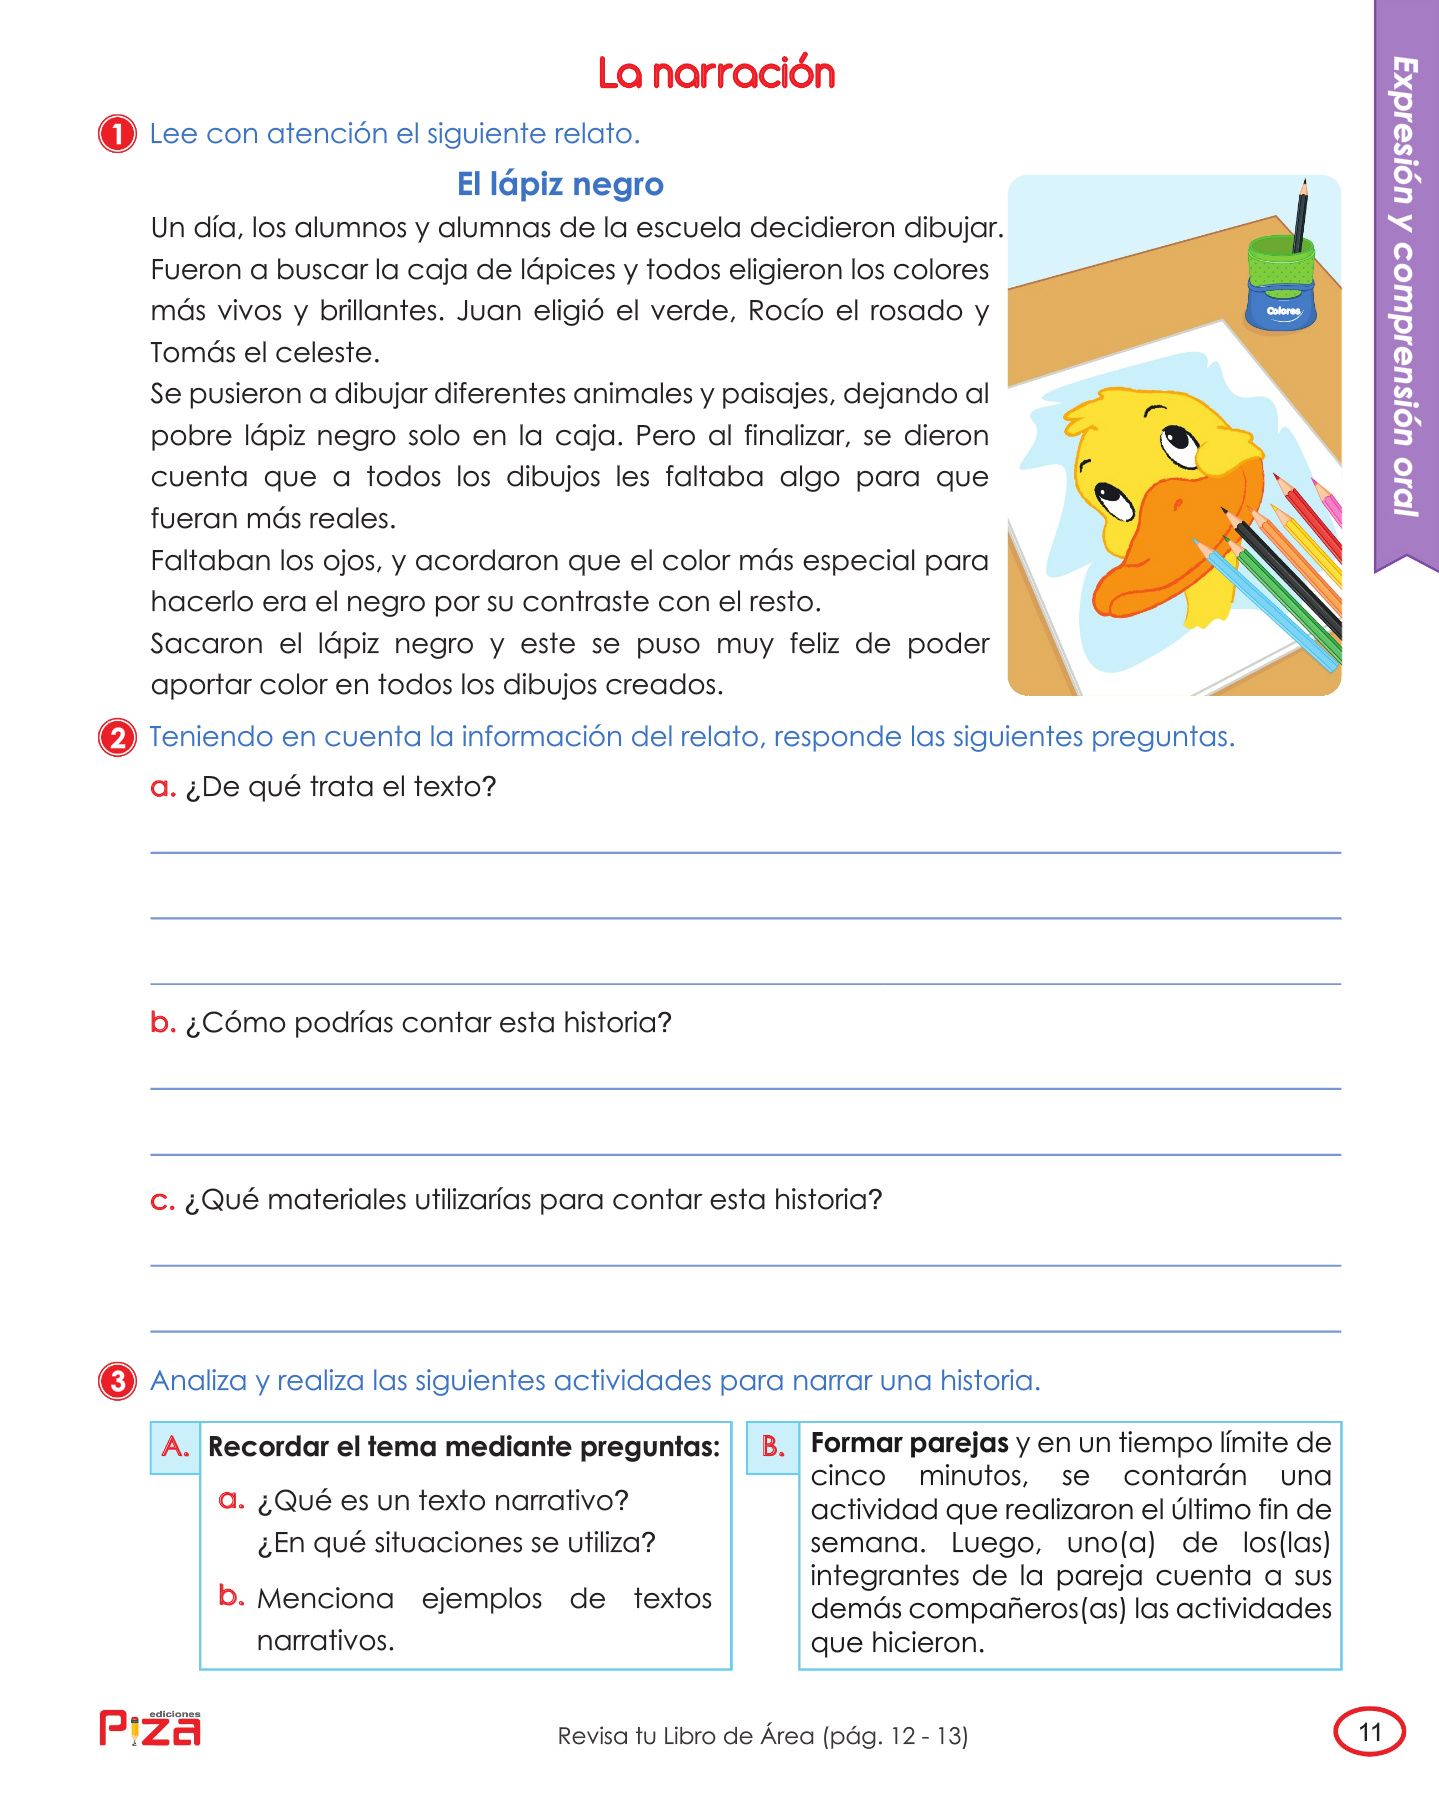 La narración
1 Lee con atención el siguiente relato.
El lápiz negro
Un día, los alumnos y alumnas de la escuela decidieron dibujar.
Fueron a buscar la caja de lápices y todos eligieron los colores
más vivos y brillantes. Juan eligió el verde, Rocío el rosado y
Tomás el celeste.
Se pusieron a dibujar diferentes animales y paisajes, dejando al
pobre lápiz negro solo en la caja. Pero al finalizar, se dieron
cuenta que a todos los dibujos les faltaba algo para que
fueran más reales.
Faltaban los ojos, y acordaron que el color más especial para
hacerlo era el negro por su contraste con el resto.
Sacaron el lápiz negro y este se puso muy feliz de poder
aportar color en todos los dibujos creados.
Colores
Expresión y comprensión oral
2 Teniendo en cuenta la información del relato, responde las siguientes preguntas.
a. ¿De qué trata el texto?
b. ¿Cómo podrías contar esta historia?
c. ¿Qué materiales utilizarías para contar esta historia?
3 Analiza y realiza las siguientes actividades para narrar una historia.
A. Recordar el tema mediante preguntas:
a. ¿Qué es un texto narrativo?
¿En qué situaciones se utiliza?
b. Menciona ejemplos de textos
narrativos.
B. Formar parejas y en un tiempo límite de
cinco minutos, se contarán una
actividad que realizaron el último fin de
semana. Luego, uno(a) de los(las)
integrantes de la pareja cuenta a sus
demás compañeros(as) las actividades
que hicieron.
ediciones
Piza
Revisa tu Libro de Área (pág. 12 - 13)
11